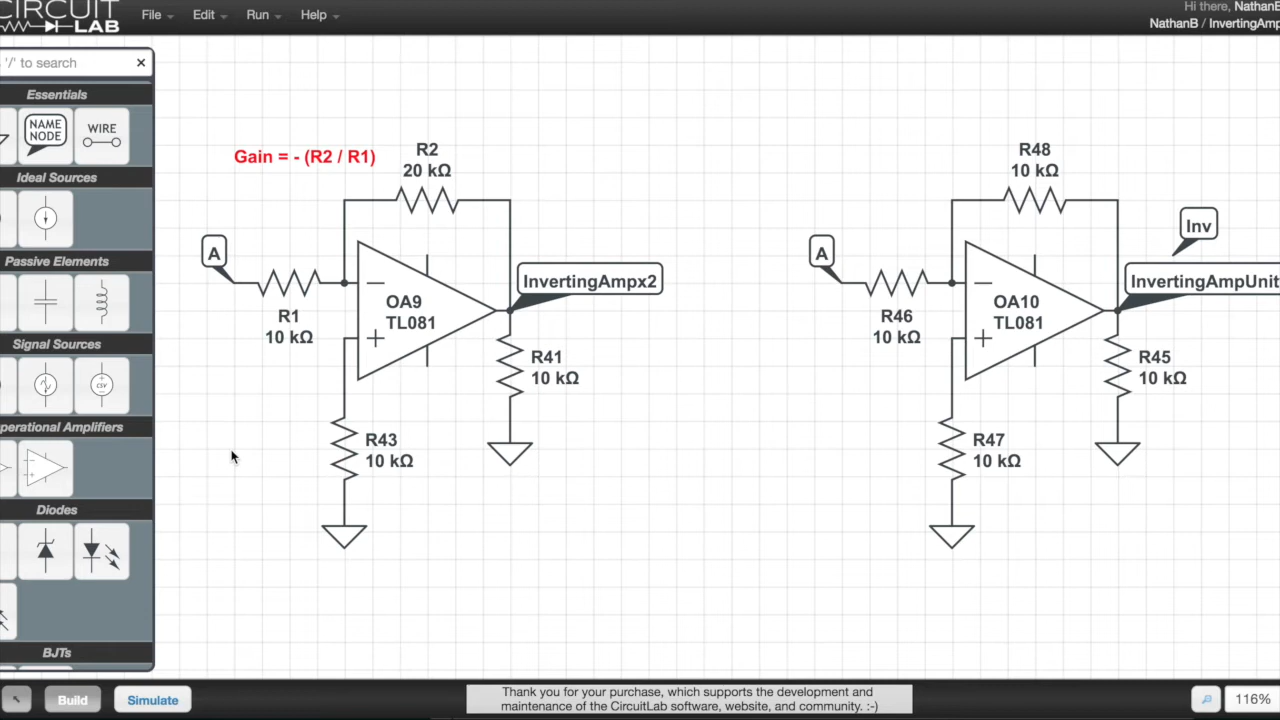 CIRCUIT
LAB
File
Edit
Run
Help
Hi there, NathanB
NathanB / InvertingAmp
'/' to search
×
Essentials
NAME
NODE
WIRE
Ideal Sources
Passive Elements
Signal Sources
csv
perational Amplifiers
Diodes
BJTs
Gain = - (R2 / R1)
R2
20 kΩ
A
R1
10 kΩ
−
+
OA9
TL081
InvertingAmpx2
R41
10 kΩ
R43
10 kΩ
R48
10 kΩ
A
R46
10 kΩ
−
+
OA10
TL081
Inv
InvertingAmpUnit
R45
10 kΩ
R47
10 kΩ
Build
Simulate
Thank you for your purchase, which supports the development and
maintenance of the CircuitLab software, website, and community. :-)
116%